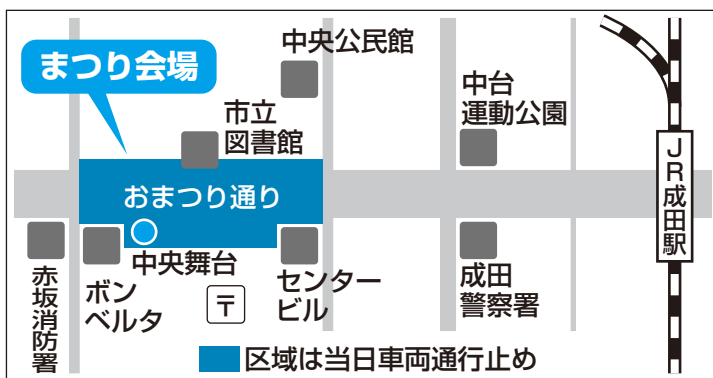 まつり会場
中央公民館
市立
図書館
中台
運動公園
JR成田駅
おまつり通り
中央舞台
赤坂消防署
ボン
ベルタ
〒
センター
ビル
成田
警察署
区域は当日車両通行止め